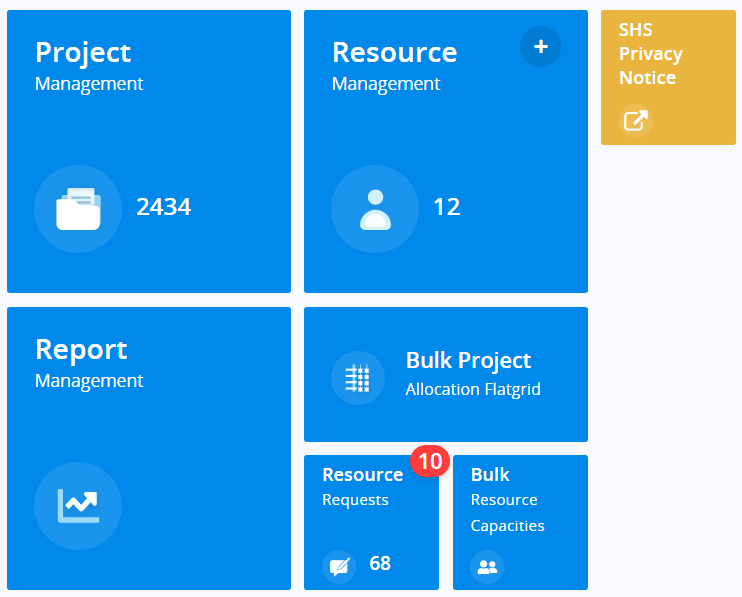 Project
Management
2434
Resource
Management
+
12
SHS
Privacy
Notice
Report
Management
Bulk Project
Allocation Flatgrid
Resource
Requests
10
68
Bulk
Resource
Capacities